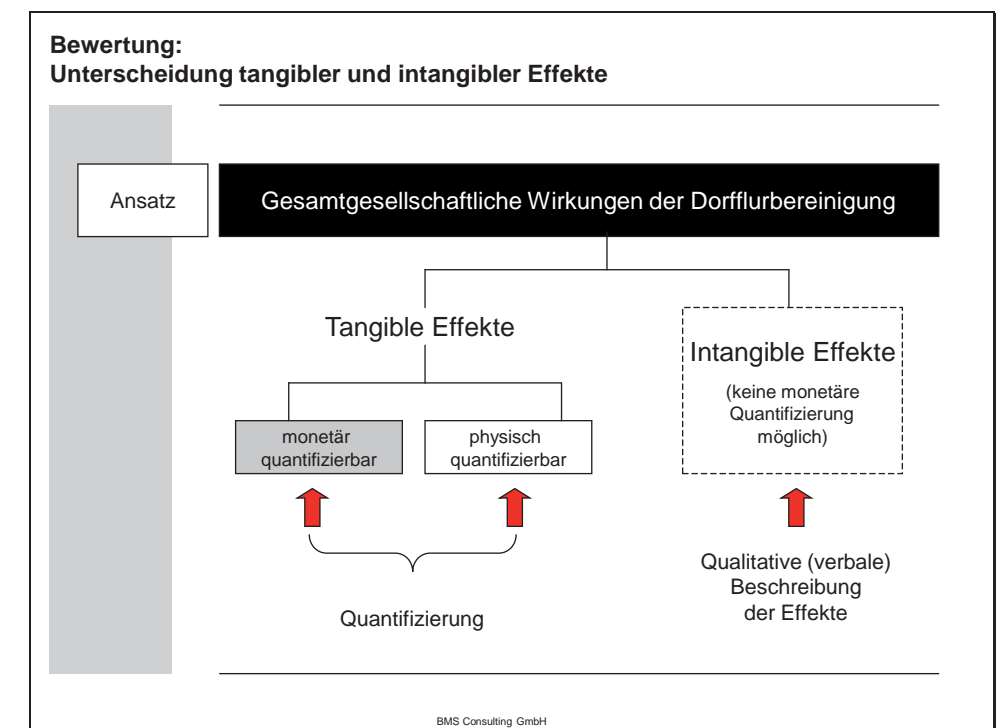 Bewertung:
Unterscheidung tangibler und intangibler Effekte
Ansatz
Gesamtgesellschaftliche Wirkungen der Dorfflurbereinigung
Tangible Effekte
monetär
quantifizierbar
physisch
quantifizierbar
Quantifizierung
Intangible Effekte
(keine monetäre
Quantifizierung
möglich)
Qualitative (verbale)
Beschreibung
der Effekte
BMS Consulting GmbH